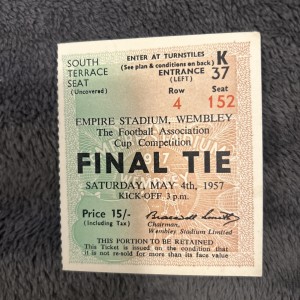 SOUTH TERRACE SEAT (Uncovered)
ENTER AT TURNSTILES
(See plan & conditions on back)
ENTRANCE (LEFT)
K 37
Row 4
Seat 152
EMPIRE STADIUM, WEMBLEY
The Football Association
Cup Competition
FINAL TIE
SATURDAY, MAY 4th, 1957
KICK-OFF 3 p.m.
Price 15/-
(including Tax)
Chairman,
Wembley Stadium Limited
THIS PORTION TO BE RETAINED
This Ticket is issued on the condition that
it is not re-sold for more than its face value